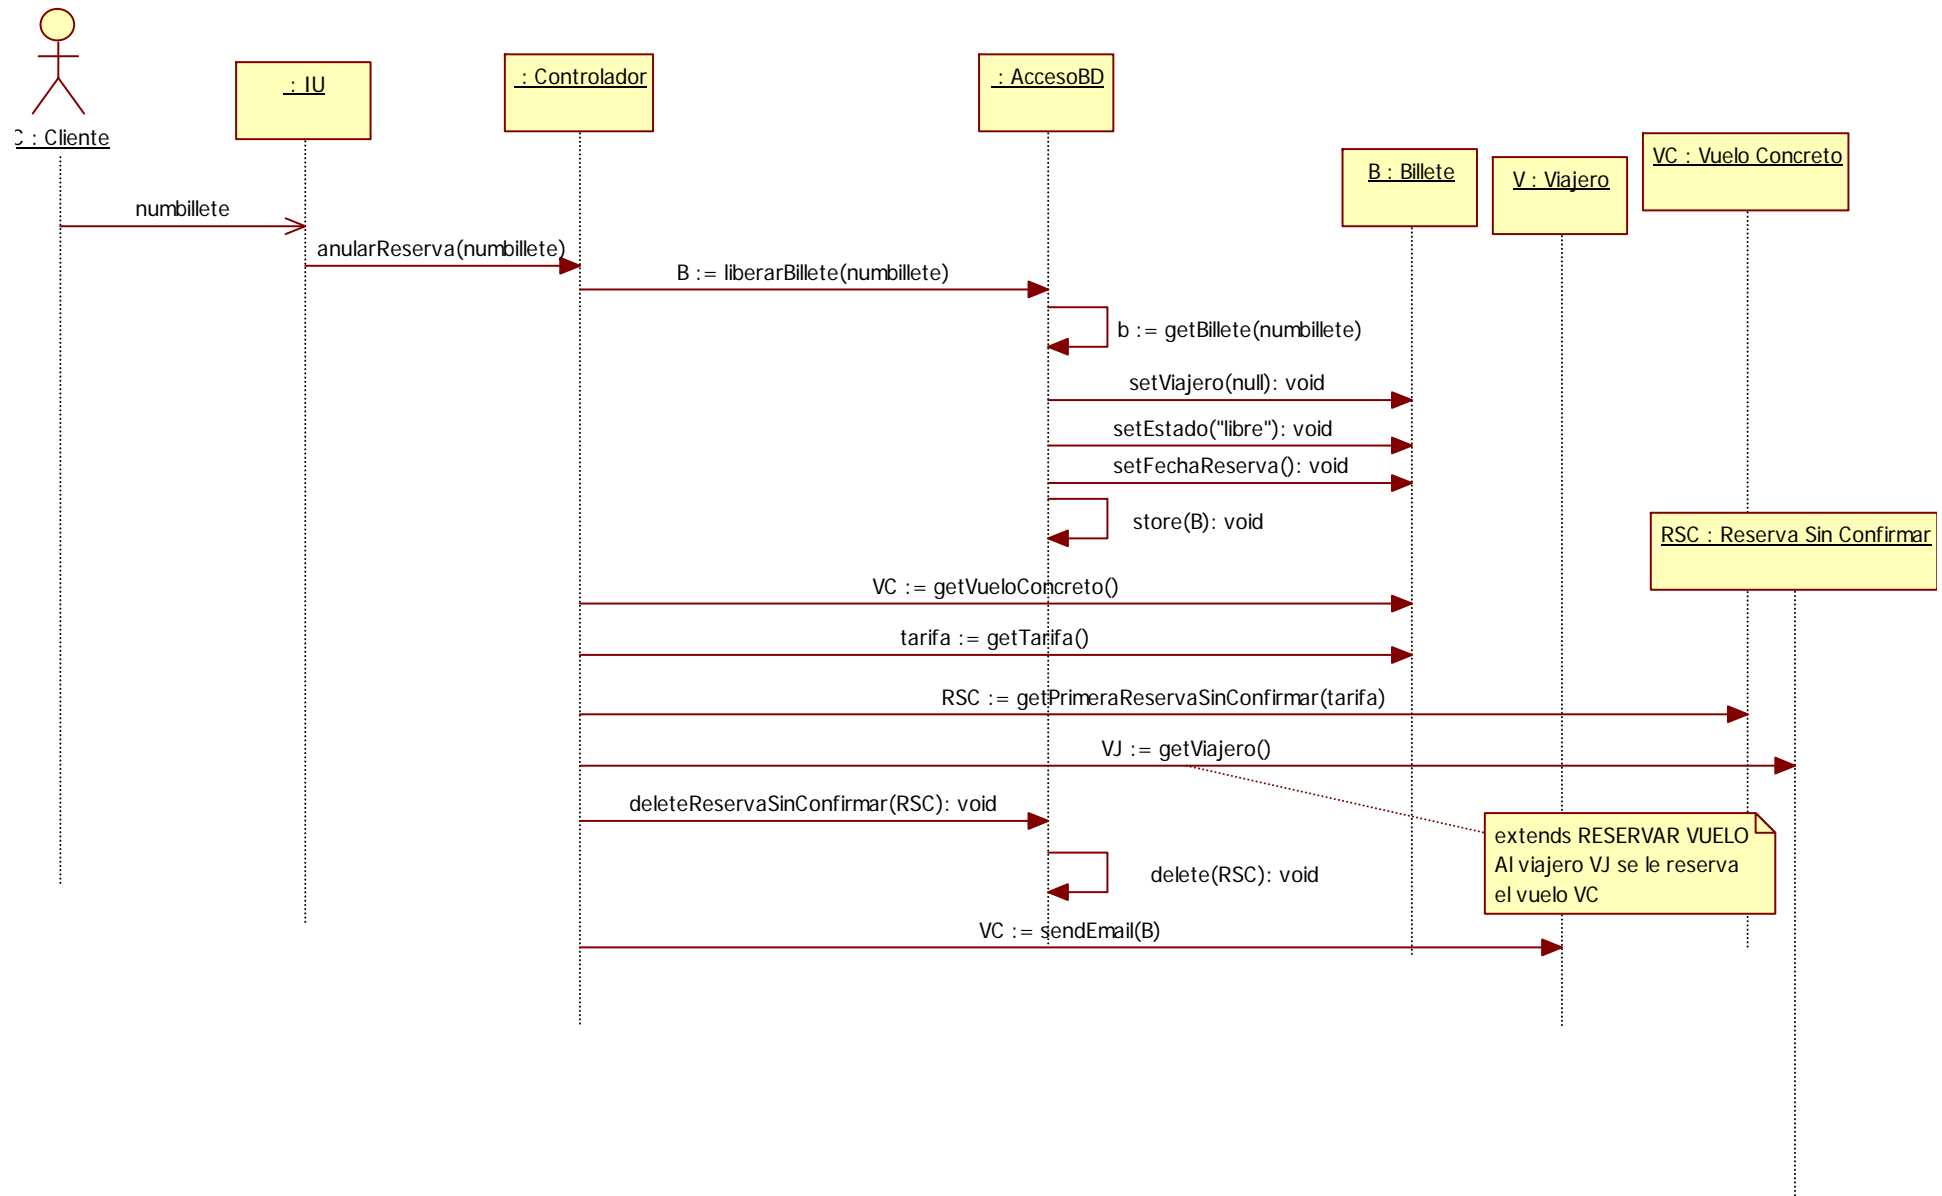 : IU
: Controlador
: AccesoBD
C : Cliente
B : Billete
V : Viajero
VC : Vuelo Concreto
numbillete
anularReserva(numbillete)
B := liberarBillete(numbillete)
b := getBillete(numbillete)
setViajero(null): void
setEstado("libre"): void
setFechaReserva(): void
store(B): void
RSC : Reserva Sin Confirmar
VC := getVueloConcreto()
tarifa := getTarifa()
RSC := getPrimeraReservaSinConfirmar(tarifa)
VJ := getViajero()
deleteReservaSinConfirmar(RSC): void
extends RESERVAR VUELO
Al viajero VJ se le reserva
el vuelo VC
delete(RSC): void
VC := sendEmail(B)